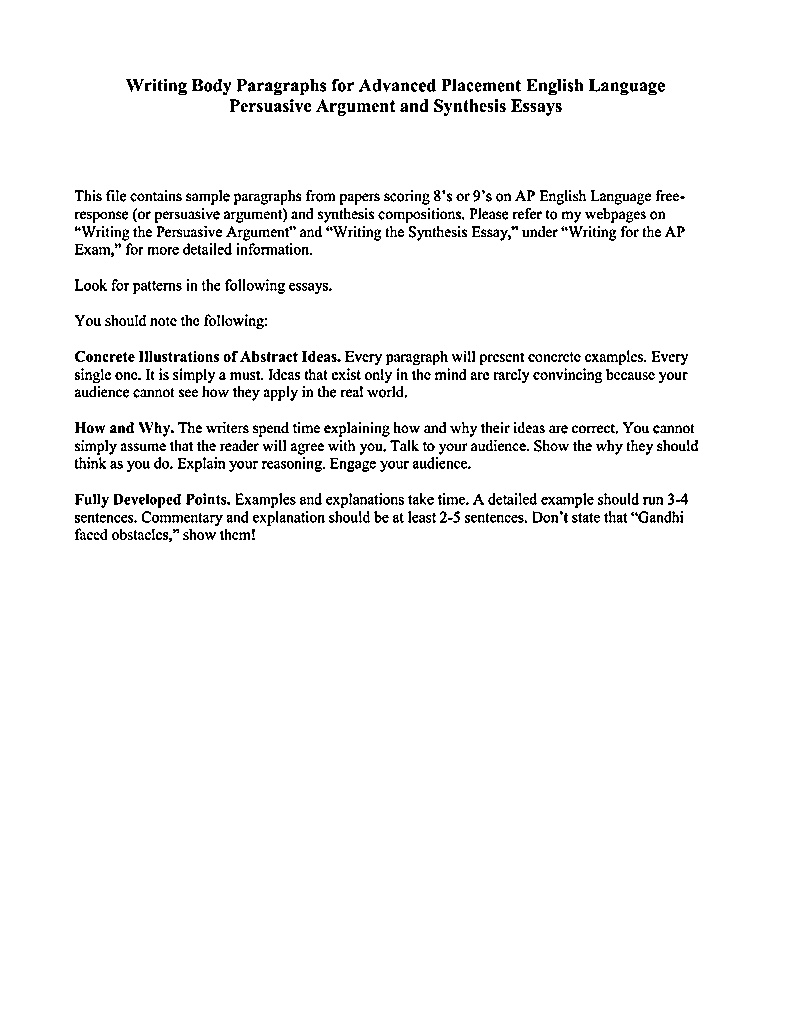 Writing Body Paragraphs for Advanced Placement English Language
Persuasive Argument and Synthesis Essays
This file contains sample paragraphs from papers scoring 8's or 9's on AP English Language free-
response (or persuasive argument) and synthesis compositions. Please refer to my webpages on
“Writing the Persuasive Argument” and “Writing the Synthesis Essay,” under “Writing for the AP
Exam,” for more detailed information.
Look for patterns in the following essays.
You should note the following:
Concrete Illustrations of Abstract Ideas. Every paragraph will present concrete examples. Every
single one. It is simply a must. Ideas that exist only in the mind are rarely convincing because your
audience cannot see how they apply in the real world.
How and Why. The writers spend time explaining how and why their ideas are correct. You cannot
simply assume that the reader will agree with you. Talk to your audience. Show the why they should
think as you do. Explain your reasoning. Engage your audience.
Fully Developed Points. Examples and explanations take time. A detailed example should run 3-4
sentences. Commentary and explanation should be at least 2-5 sentences. Don't state that “Gandhi
faced obstacles,” show them!